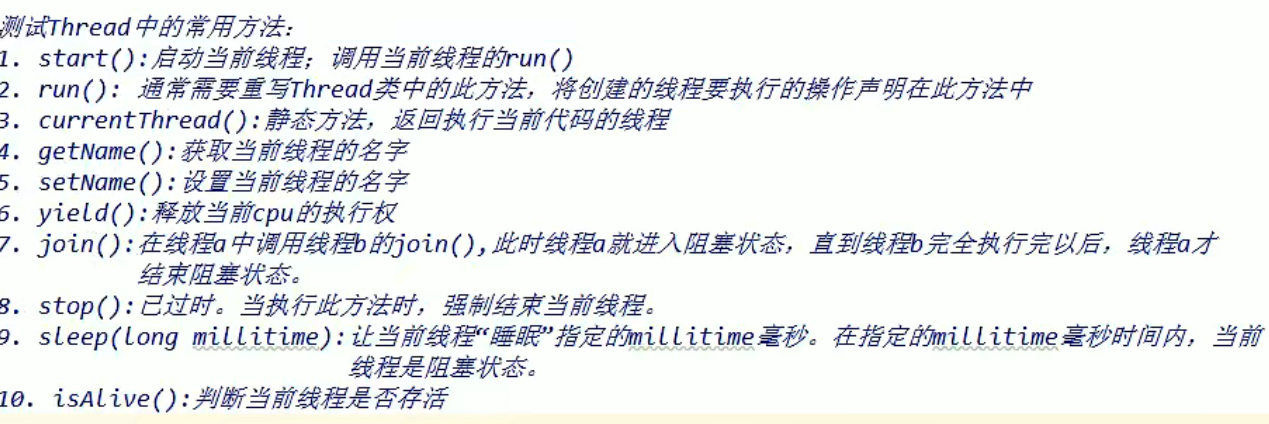 测试Thread中的常用方法：
1. start():启动当前线程；调用当前线程的run()
2. run(): 通常需要重写Thread类中的此方法，将创建的线程要执行的操作声明在此方法中
3. currentThread():静态方法，返回执行当前代码的线程
4. getName():获取当前线程的名字
5. setName():设置当前线程的名字
6. yield():释放当前cpu的执行权
7. join():在线程a中调用线程b的join(),此时线程a就进入阻塞状态，直到线程b完全执行完以后，线程a才
结束阻塞状态。
8. stop():已过时。当执行此方法时，强制结束当前线程。
9. sleep(long millitime):让当前线程“睡眠”指定的millitime毫秒。在指定的millitime毫秒时间内，当前
线程是阻塞状态。
10. isAlive():判断当前线程是否存活